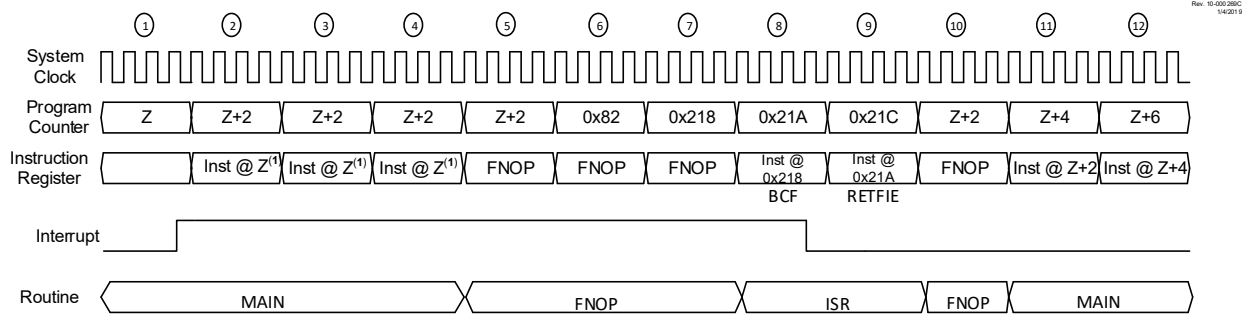 Rev. 10-000 269C
1/4/2019
1 2 3 4 5 6 7 8 9 10 11 12
System
Clock
Program
Counter
Z Z+2 Z+2 Z+2 Z+2 0x82 0x218 0x21A 0x21C Z+2 Z+4 Z+6
Instruction
Register
Inst @ Z(1) Inst @ Z(1) Inst @ Z(1) FNOP FNOP FNOP Inst @ 0x218 Inst @ 0x21A FNOP Inst @ Z+2 Inst @ Z+4
BCF RETFIE
Interrupt
Routine
MAIN FNOP ISR FNOP MAIN